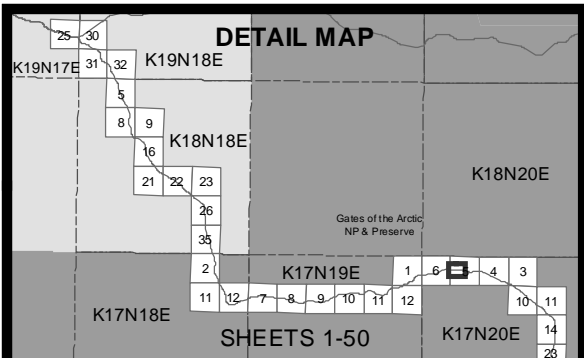 DETAIL MAP
25 30
K19N17E 31 32 K19N18E
5
8 9
K18N18E
16
21 22 23
K18N20E
26
Gates of the Arctic
NP & Preserve
35
2 K17N19E 1 6 5 4 3
11 12 7 8 9 10 11 12 10 11
K17N18E
SHEETS 1-50 K17N20E 14
23